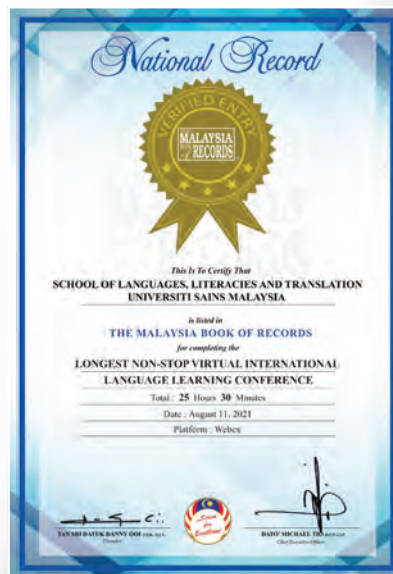 National Record
VERIFIED ENTRY
MALAYSIA
BOOK OF RECORDS
This Is To Certify That
SCHOOL OF LANGUAGES, LITERACIES AND TRANSLATION
UNIVERSITI SAINS MALAYSIA
is listed in
THE MALAYSIA BOOK OF RECORDS
for completing the
LONGEST NON-STOP VIRTUAL INTERNATIONAL
LANGUAGE LEARNING CONFERENCE
Total : 25 Hours 30 Minutes
Date : August 11, 2021
Platform : Webex
TAN SRI DATUK DANNY OOI
Founder
DATO' MICHAEL TIO
Chief Executive Officer